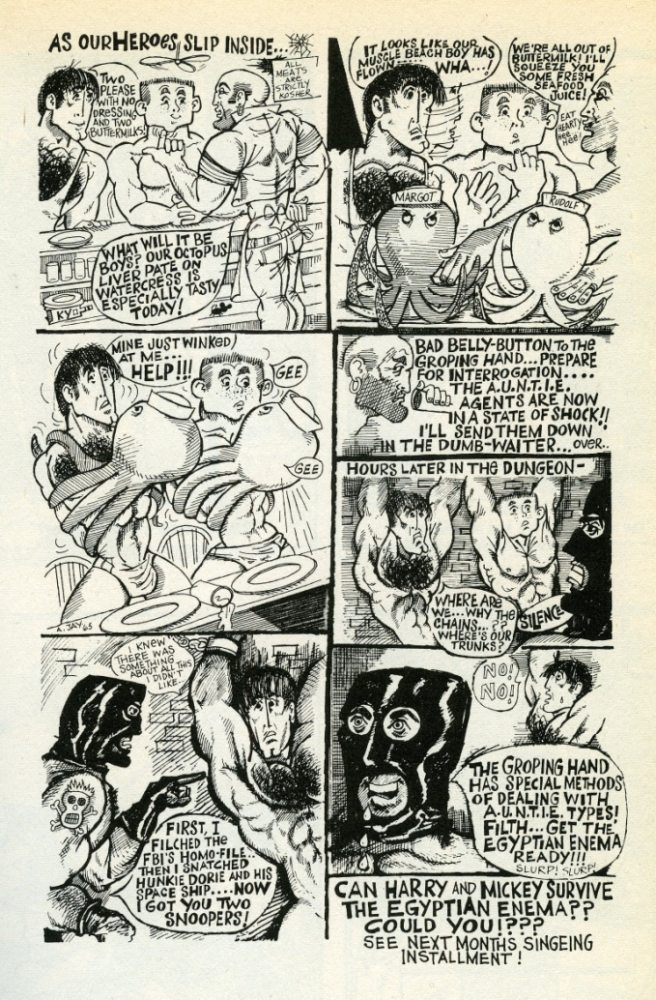 AS OUR HEROES SLIP INSIDE...
TWO
PLEASE
WITH NO
DRESSING
AND TWO
BUTTERMILKS!
ALL
MEATS
ARE
STRICTLY
KOSHER
WHAT WILL IT BE
BOYS? OUR OCTOPUS
LIVER PATE ON
WATERCRESS IS
ESPECIALLY TASTY
TODAY!
KY
IT LOOKS LIKE OUR
MUSCLE BEACH BOY HAS
FLOWN.....
WHA...!
WE'RE ALL OUT OF
BUTTERMILK! I'LL
SQUEEZE YOU
SOME FRESH
SEAFOOD
JUICE!
EAT
HEARTY
HEE
HEE!
MARGOT
RUDOLF
MINE JUST WINKED
AT ME...
HELP!!!
GEE
GEE
A. JAY '65
BAD BELLY-BUTTON TO THE
GROPING HAND...PREPARE
FOR INTERROGATION....
THE A.U.N.T.I.E.
AGENTS ARE NOW
IN A STATE OF SHOCK!!
I'LL SEND THEM DOWN
IN THE DUMB-WAITER...OVER..
HOURS LATER IN THE DUNGEON-
WHERE ARE
WE...WHY THE
CHAINS...??
WHERE'S OUR
TRUNKS?
SILENCE
I KNEW
THERE WAS
SOMETHING
ABOUT ALL THIS
I DIDN'T
LIKE.
FIRST, I
FILCHED THE
FBI'S HOMO-FILE..
THEN I SNATCHED
HUNKIE DORIE AND HIS
SPACE SHIP....NOW
I GOT YOU TWO
SNOOPERS!
NO!
NO!
THE GROPING HAND
HAS SPECIAL METHODS
OF DEALING WITH
A.U.N.T.I.E. TYPES!
FILTH...GET THE
EGYPTIAN ENEMA
READY!!!
SLURP! SLURP!
CAN HARRY AND MICKEY SURVIVE
THE EGYPTIAN ENEMA??
COULD YOU!???
SEE NEXT MONTHS SINGEING
INSTALLMENT!